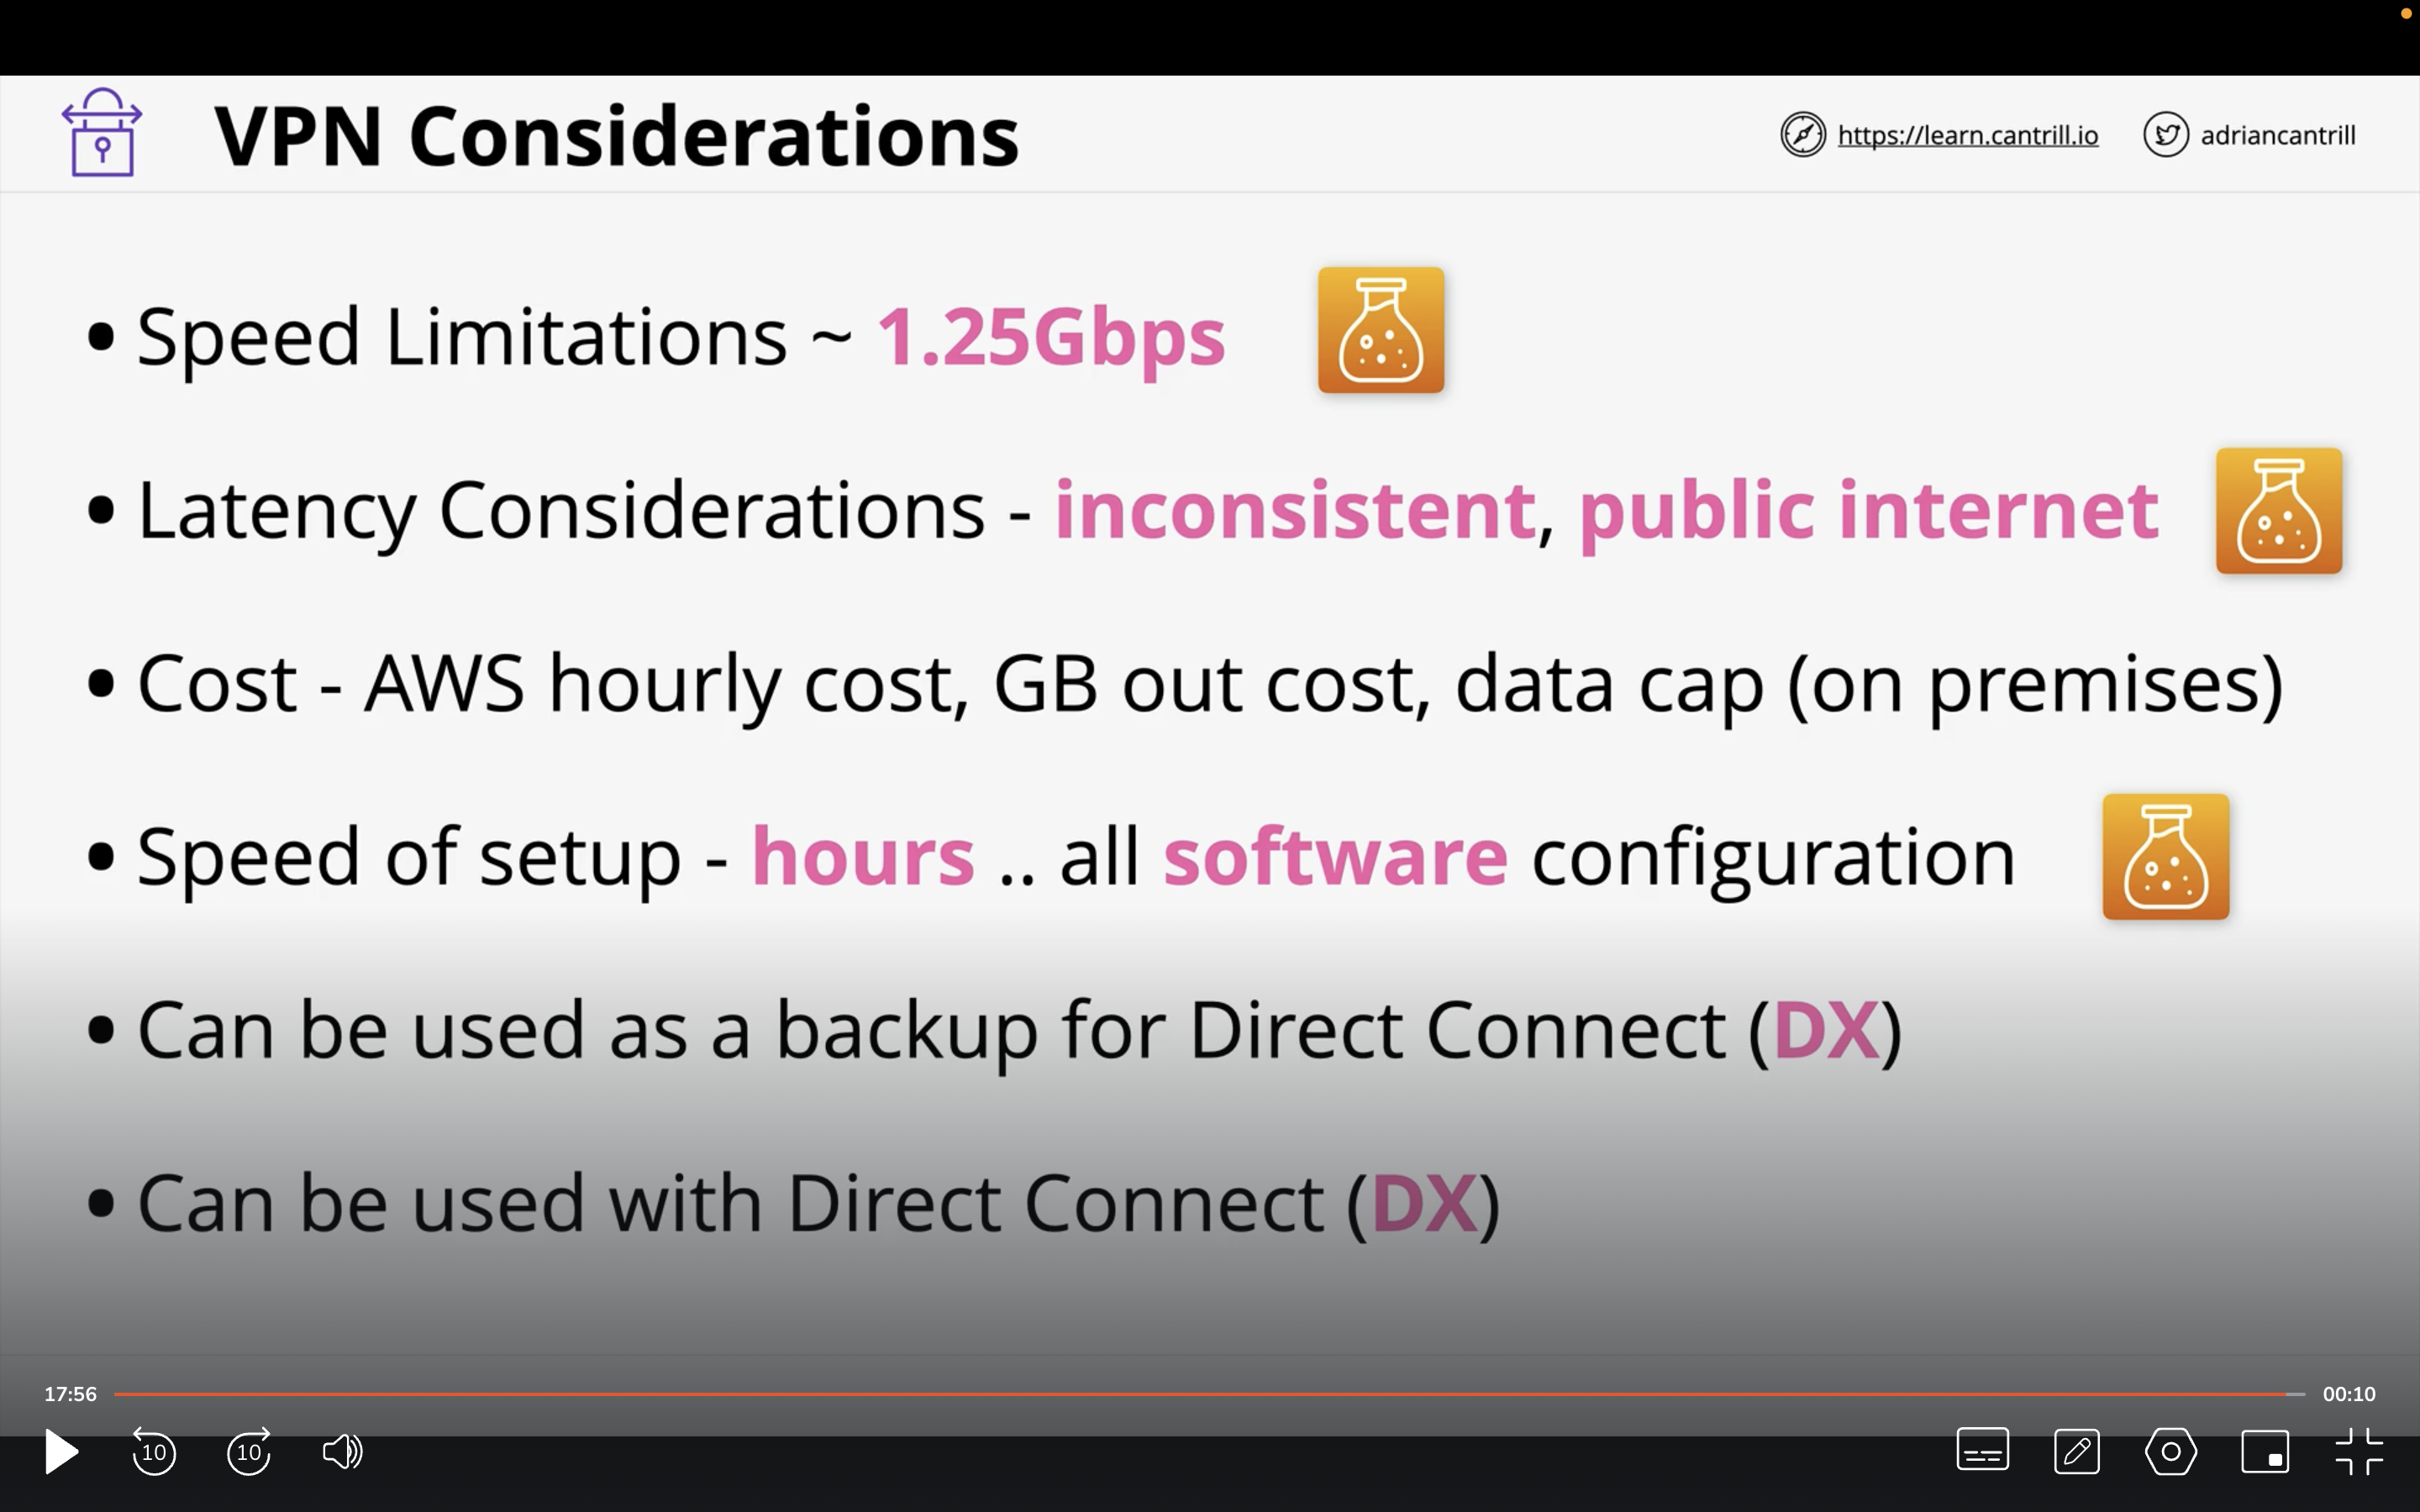 VPN Considerations
https://learn.cantrill.io
adriancantrill
• Speed Limitations ~ 1.25Gbps
• Latency Considerations - inconsistent, public internet
• Cost - AWS hourly cost, GB out cost, data cap (on premises)
• Speed of setup - hours .. all software configuration
• Can be used as a backup for Direct Connect (DX)
• Can be used with Direct Connect (DX)
17:56
00:10
10
10